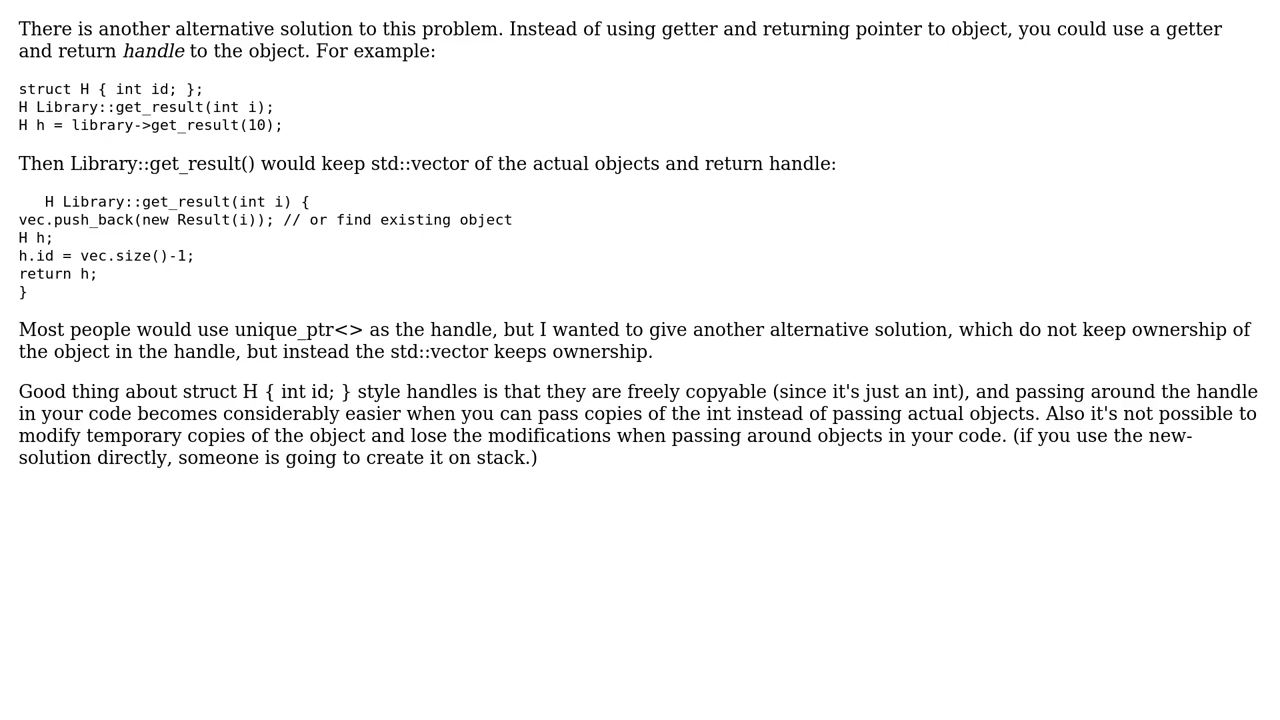 There is another alternative solution to this problem. Instead of using getter and returning pointer to object, you could use a getter
and return handle to the object. For example:
struct H { int id; };
H Library::get_result(int i);
H h = library->get_result(10);
Then Library::get_result() would keep std::vector of the actual objects and return handle:
   H Library::get_result(int i) {
vec.push_back(new Result(i)); // or find existing object
H h;
h.id = vec.size()-1;
return h;
}
Most people would use unique_ptr<> as the handle, but I wanted to give another alternative solution, which do not keep ownership of
the object in the handle, but instead the std::vector keeps ownership.
Good thing about struct H { int id; } style handles is that they are freely copyable (since it's just an int), and passing around the handle
in your code becomes considerably easier when you can pass copies of the int instead of passing actual objects. Also it's not possible to
modify temporary copies of the object and lose the modifications when passing around objects in your code. (if you use the new-
solution directly, someone is going to create it on stack.)